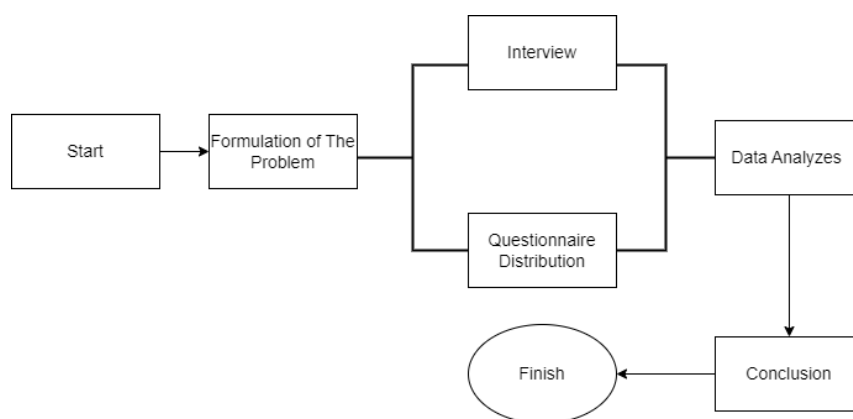 Start
Formulation of The
Problem
Interview
Questionnaire
Distribution
Data Analyzes
Conclusion
Finish